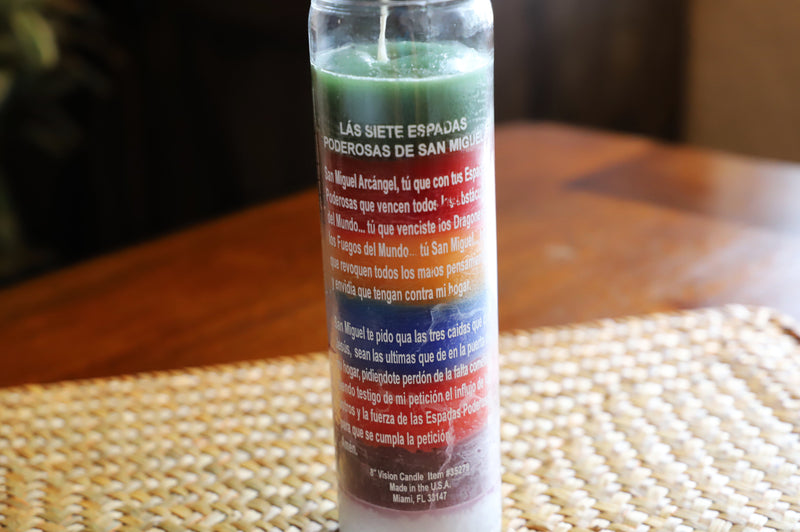 LÁS SIETE ESPADAS
PODEROSAS DE SAN MIGUEL
San Miguel Arcángel, tú que con tus
Poderosas que vencen todos
del Mundo... tú que venciste los
los Fuegos del Mundo... tú San Miguel...
que revoquen todos los malos
y envidia que tengan contra mi hogar.
San Miguel te pido qua las tres caidas que
sean las ultimas que de en la puerta
hogar, pidiendote perdón de la falta
testigo de mi petición el influjo de
y la fuerza de las Espadas
que se cumpla la petición
8" Vision Candle Item #35279
Made in the U.S.A.
Miami, FL 33147